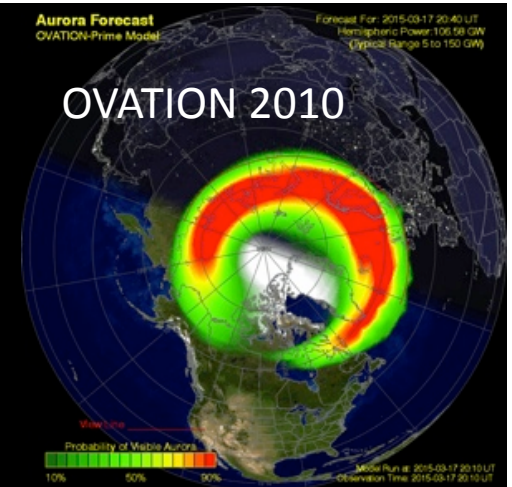 Aurora Forecast
OVATION-Prime Model
Forecast For: 2015-03-17 20:40 UT
Hemispheric Power:106.58 GW
(Typical Range 5 to 150 GW)
OVATION 2010
View Line
Probability of Visible Aurora
10% 50% 90%
Model Run at: 2015-03-17 20:10 UT
Observation Time: 2015-03-17 20:10 UT